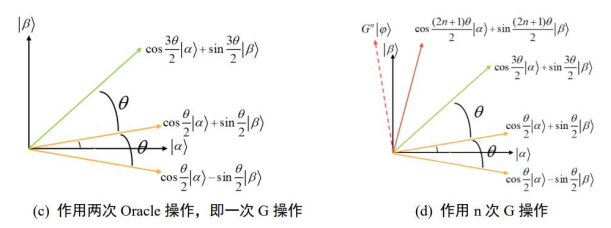 |β⟩
cos 3θ/2 |α⟩ + sin 3θ/2 |β⟩
θ
cos θ/2 |α⟩ + sin θ/2 |β⟩
|α⟩
θ
cos θ/2 |α⟩ − sin θ/2 |β⟩
(c) 作用两次 Oracle 操作，即一次 G 操作
Gⁿ|φ⟩
cos (2n+1)θ/2 |α⟩ + sin (2n+1)θ/2 |β⟩
|β⟩
cos 3θ/2 |α⟩ + sin 3θ/2 |β⟩
θ
cos θ/2 |α⟩ + sin θ/2 |β⟩
|α⟩
θ
cos θ/2 |α⟩ − sin θ/2 |β⟩
(d) 作用 n 次 G 操作